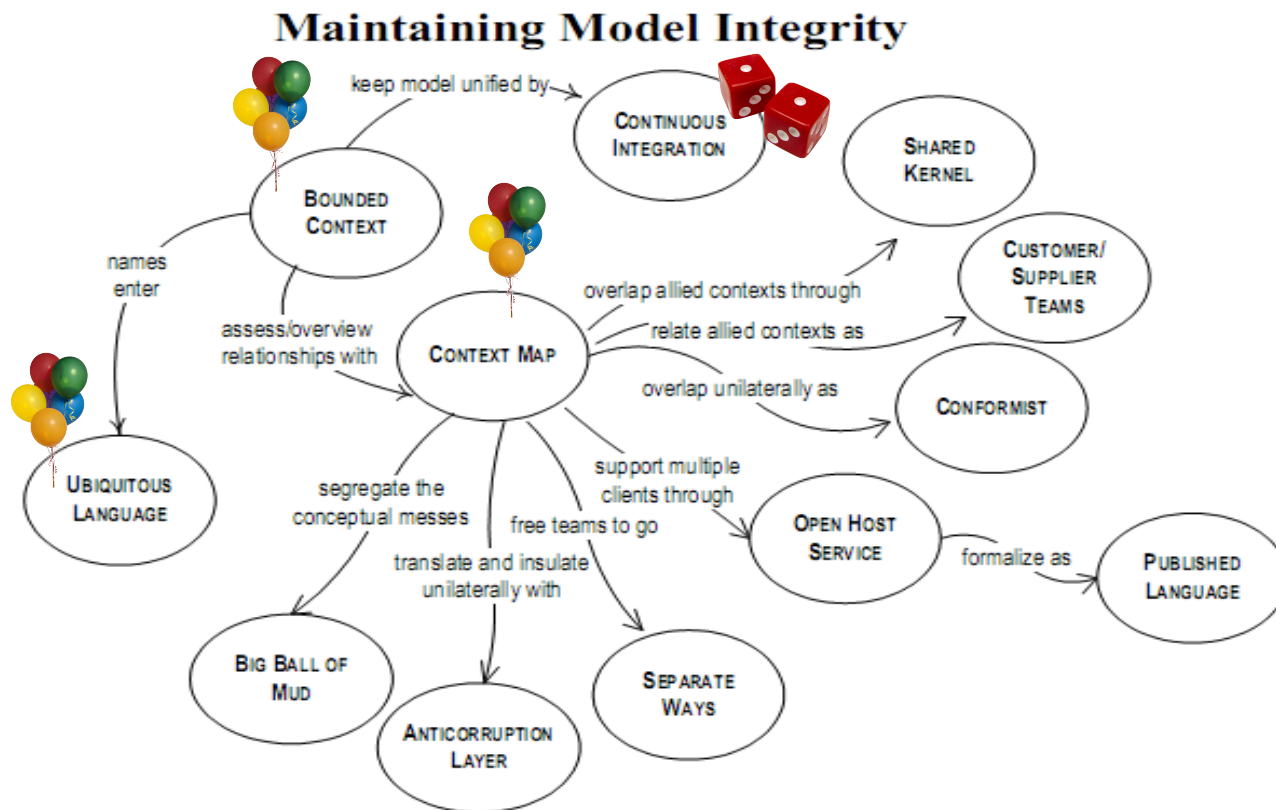 Maintaining Model Integrity
keep model unified by
CONTINUOUS
INTEGRATION
SHARED
KERNEL
BOUNDED
CONTEXT
names
enter
CUSTOMER/
SUPPLIER
TEAMS
overlap allied contexts through
assess/overview
relationships with
relate allied contexts as
CONTEXT MAP
overlap unilaterally as
CONFORMIST
UBIQUITOUS
LANGUAGE
segregate the
conceptual messes
support multiple
clients through
free teams to go
translate and insulate
unilaterally with
OPEN HOST
SERVICE
formalize as
PUBLISHED
LANGUAGE
BIG BALL OF
MUD
SEPARATE
WAYS
ANTICORRUPTION
LAYER